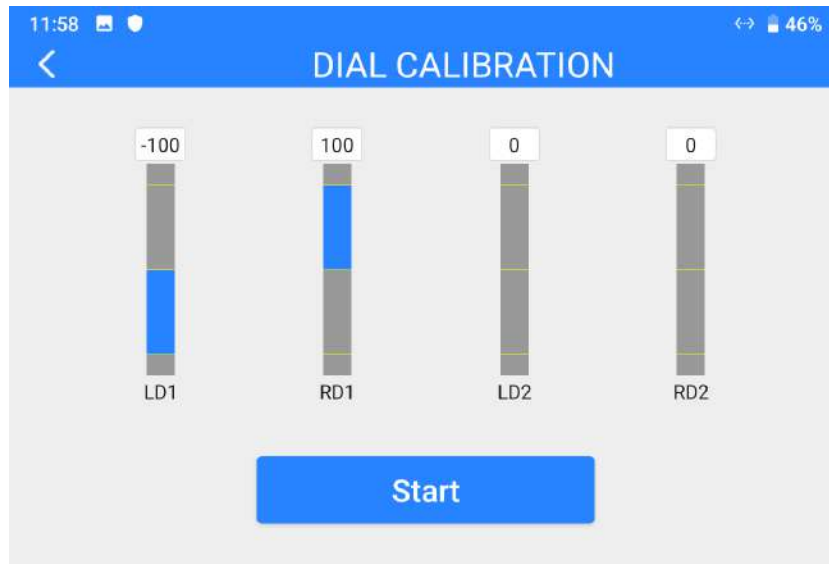 11:58 46%
DIAL CALIBRATION
-100 100 0 0
LD1 RD1 LD2 RD2
Start